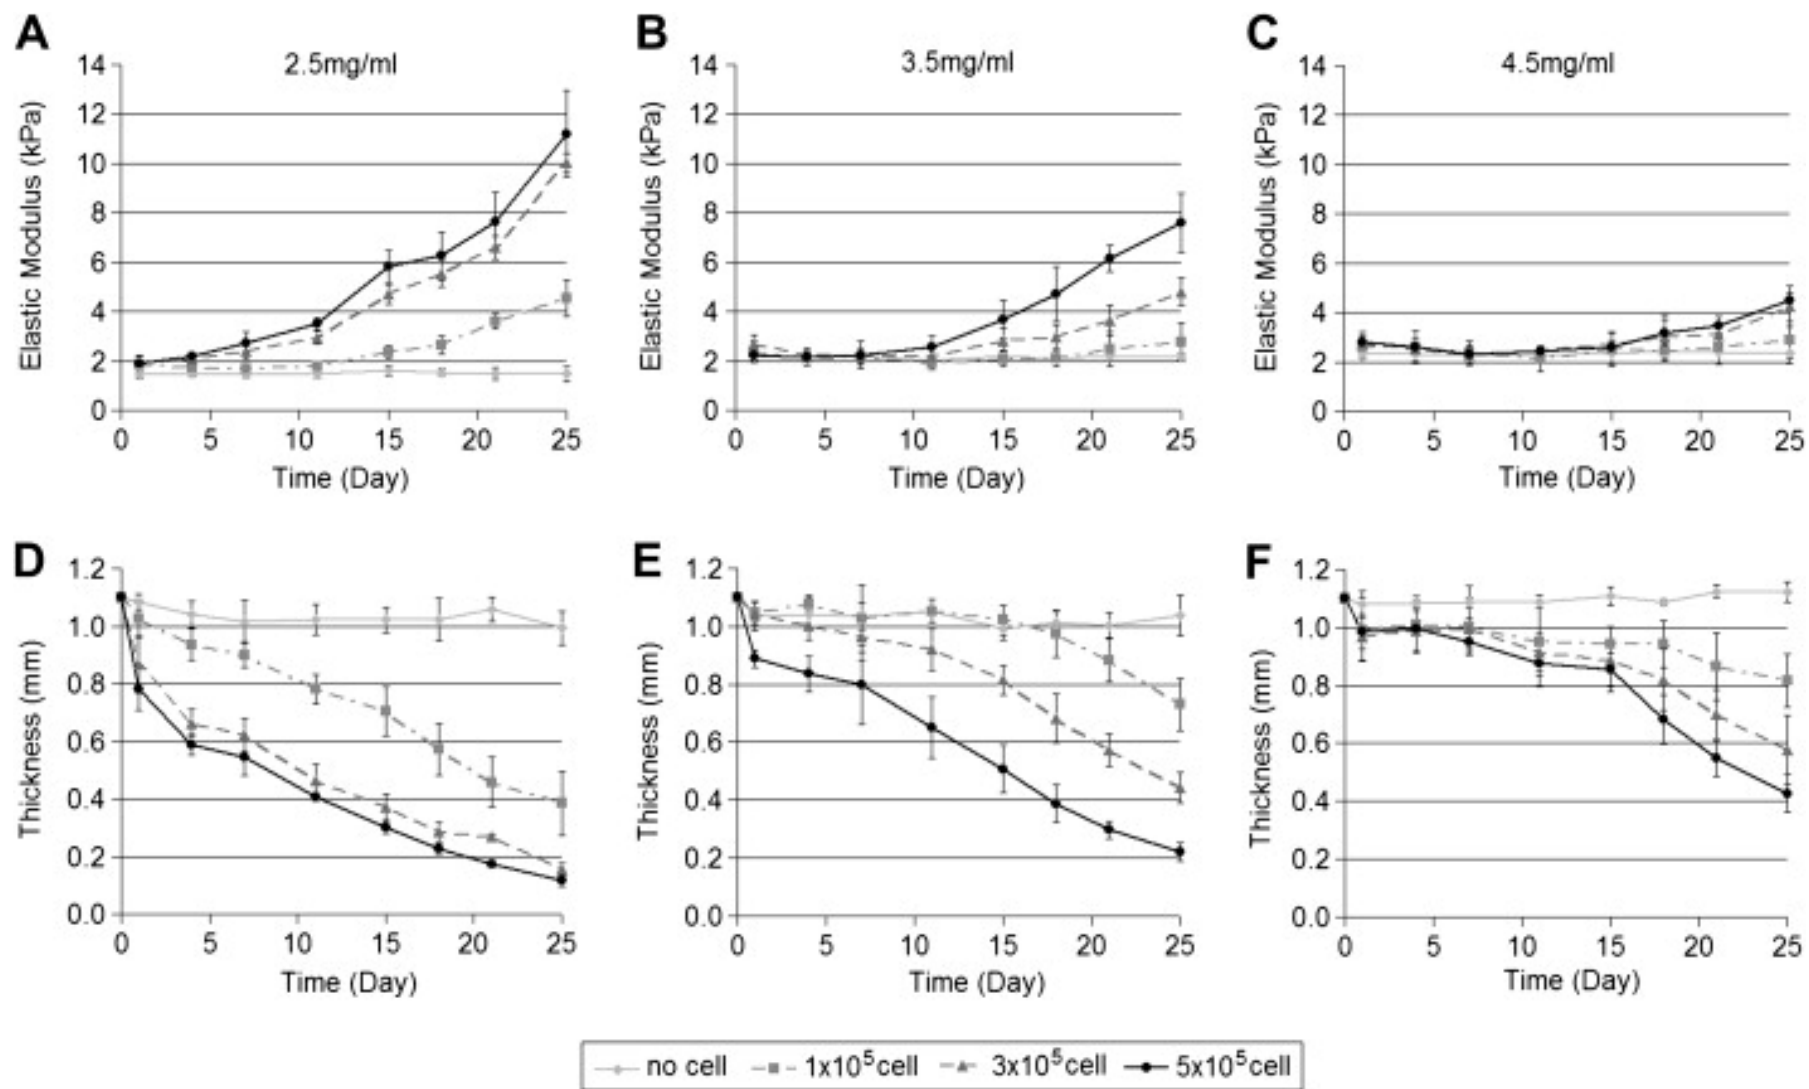 A
B
C
2.5mg/ml
3.5mg/ml
4.5mg/ml
Elastic Modulus (kPa)
14
12
10
8
6
4
2
0
0 5 10 15 20 25
Time (Day)
Elastic Modulus (kPa)
14
12
10
8
6
4
2
0
0 5 10 15 20 25
Time (Day)
Elastic Modulus (kPa)
14
12
10
8
6
4
2
0
0 5 10 15 20 25
Time (Day)
D
E
F
Thickness (mm)
1.2
1.0
0.8
0.6
0.4
0.2
0.0
0 5 10 15 20 25
Time (Day)
Thickness (mm)
1.2
1.0
0.8
0.6
0.4
0.2
0.0
0 5 10 15 20 25
Time (Day)
Thickness (mm)
1.2
1.0
0.8
0.6
0.4
0.2
0.0
0 5 10 15 20 25
Time (Day)
no cell 1x10⁵cell 3x10⁵cell 5x10⁵cell